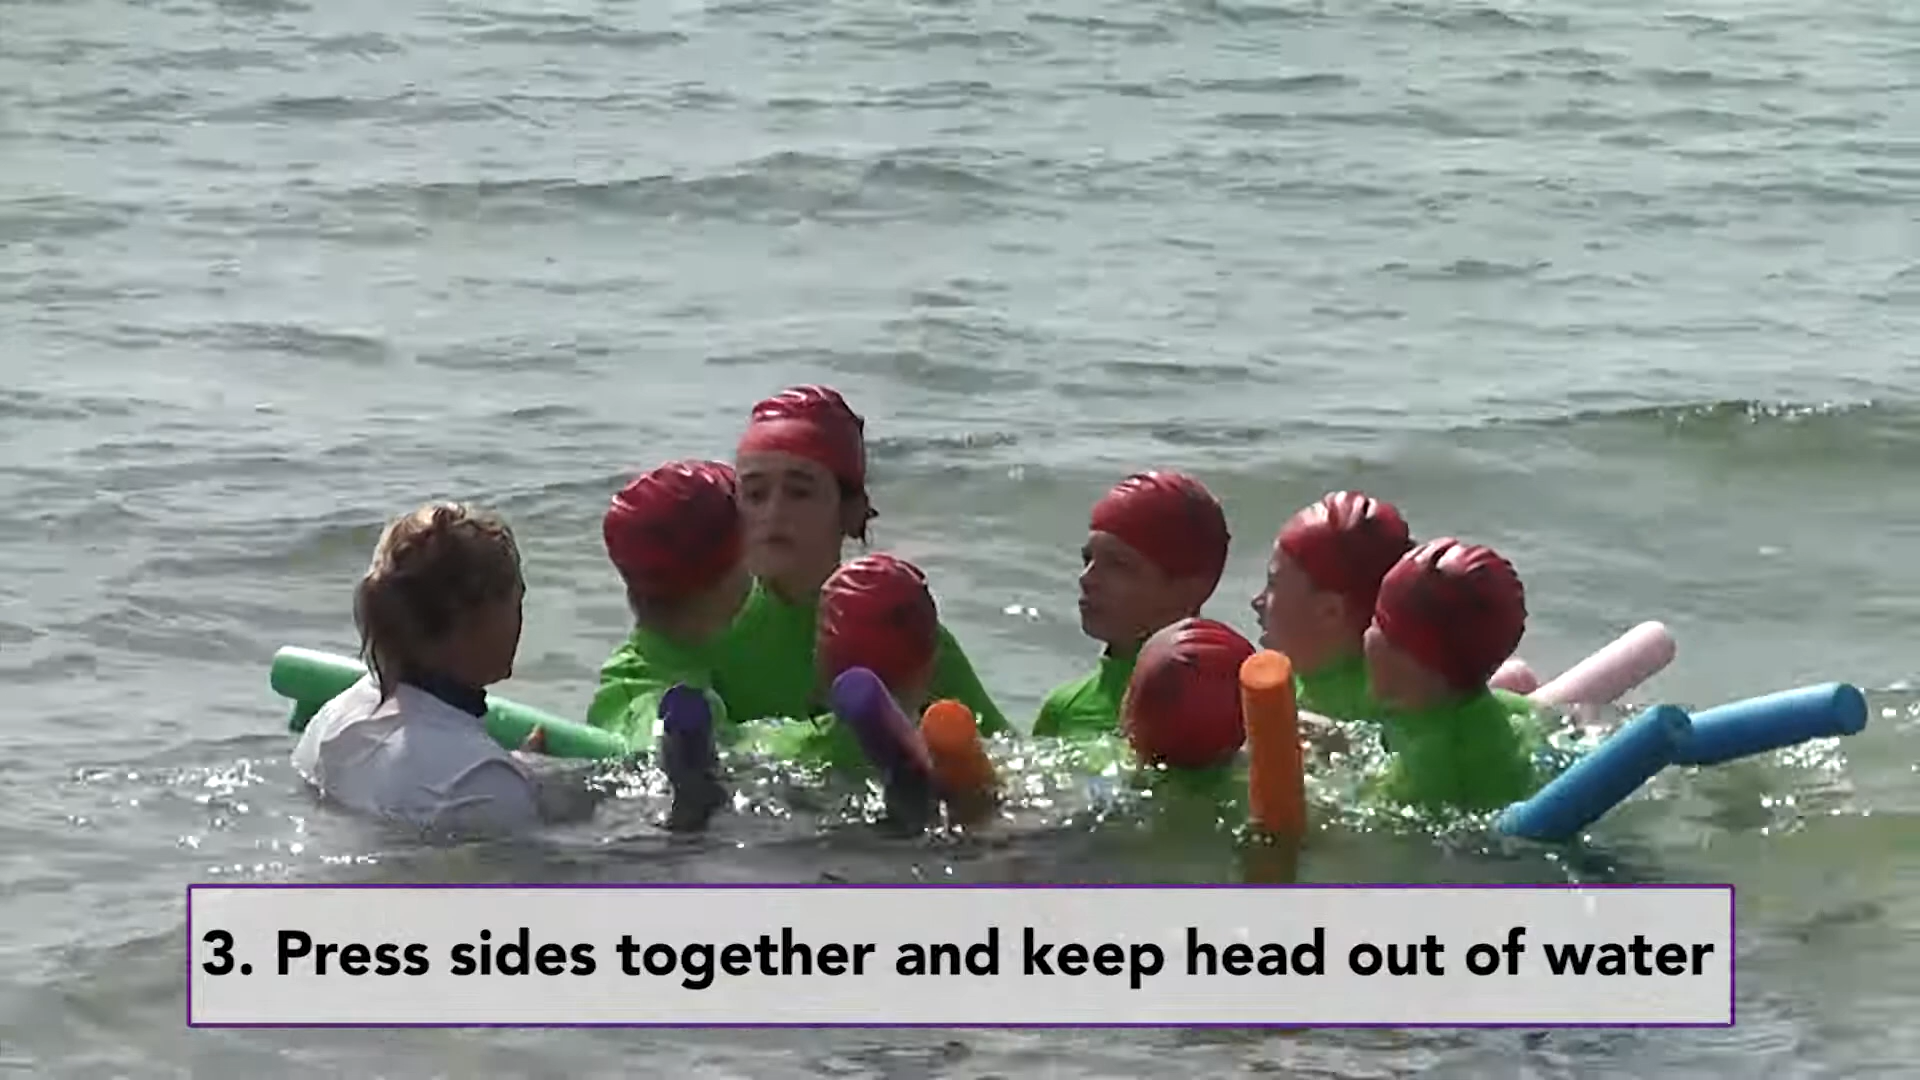 3. Press sides together and keep head out of water